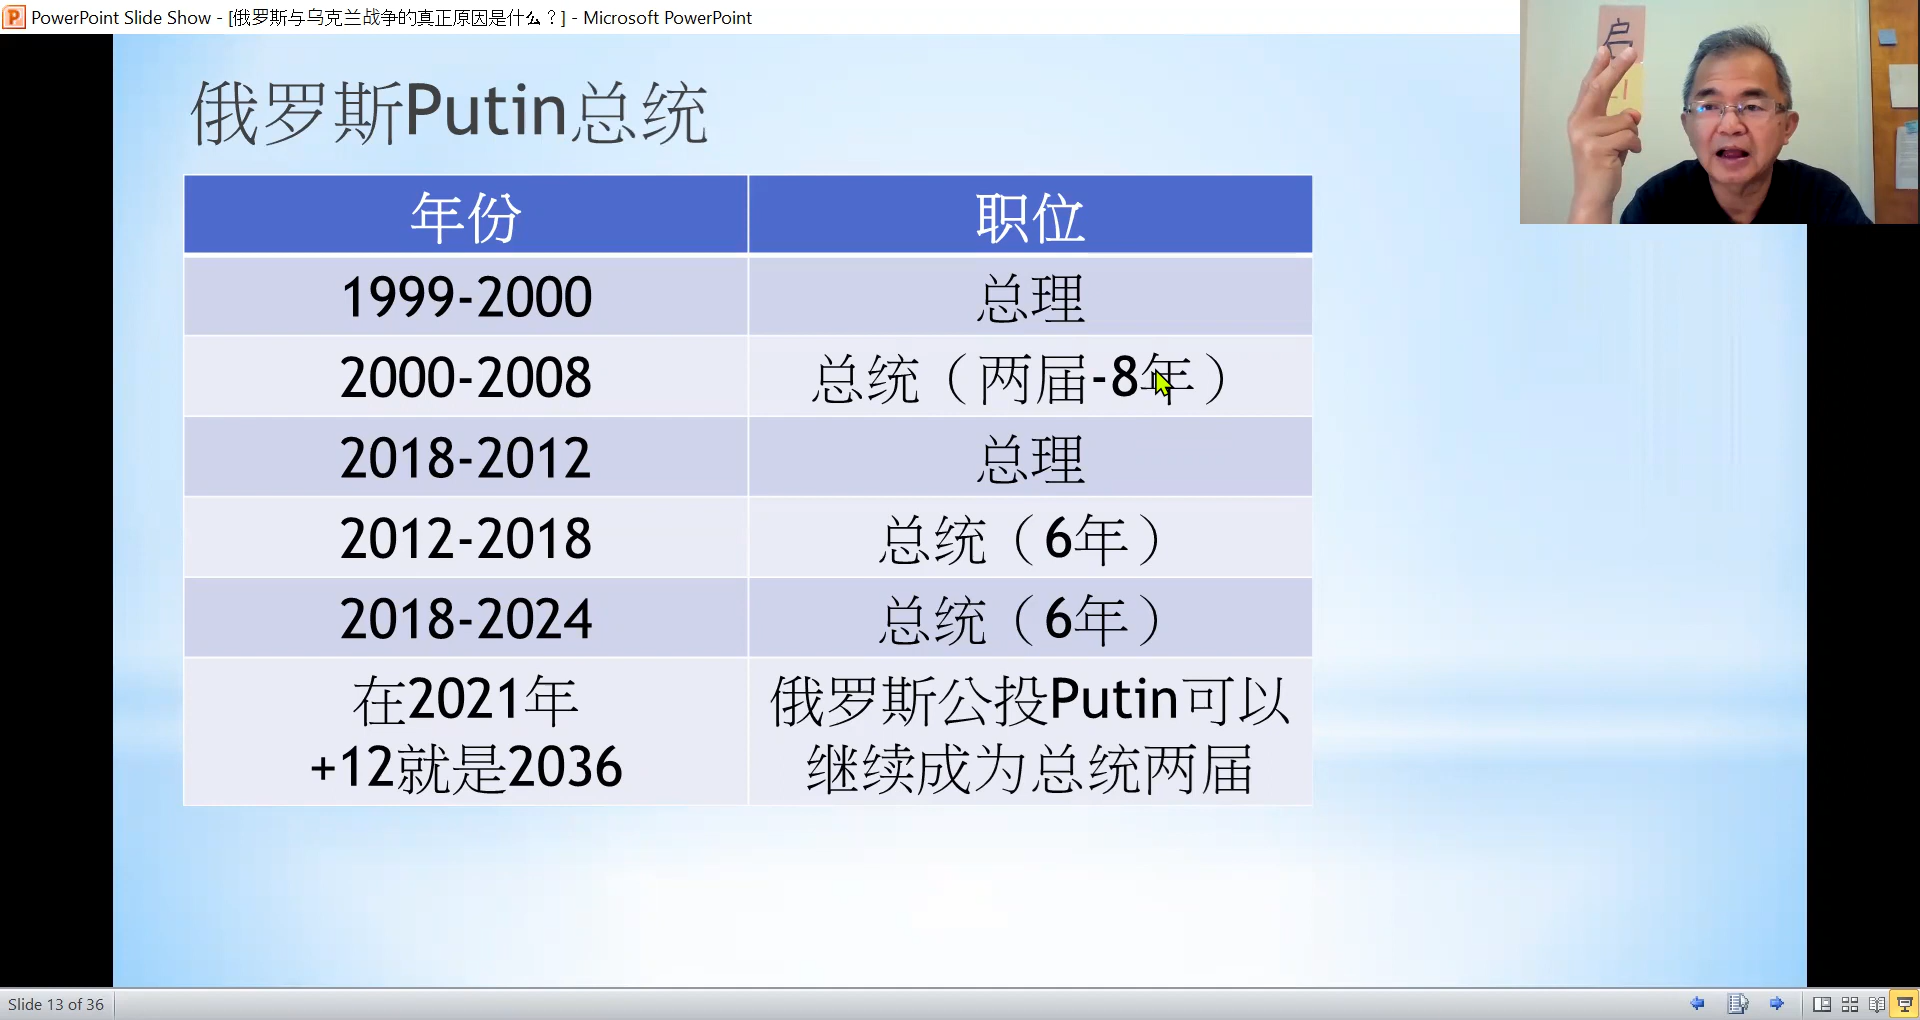 PowerPoint Slide Show - [俄罗斯与乌克兰战争的真正原因是什么？] - Microsoft PowerPoint
俄罗斯Putin总统
年份 职位
1999-2000 总理
2000-2008 总统（两届-8年）
2018-2012 总理
2012-2018 总统（6年）
2018-2024 总统（6年）
在2021年
+12就是2036
俄罗斯公投Putin可以
继续成为总统两届
Slide 13 of 36